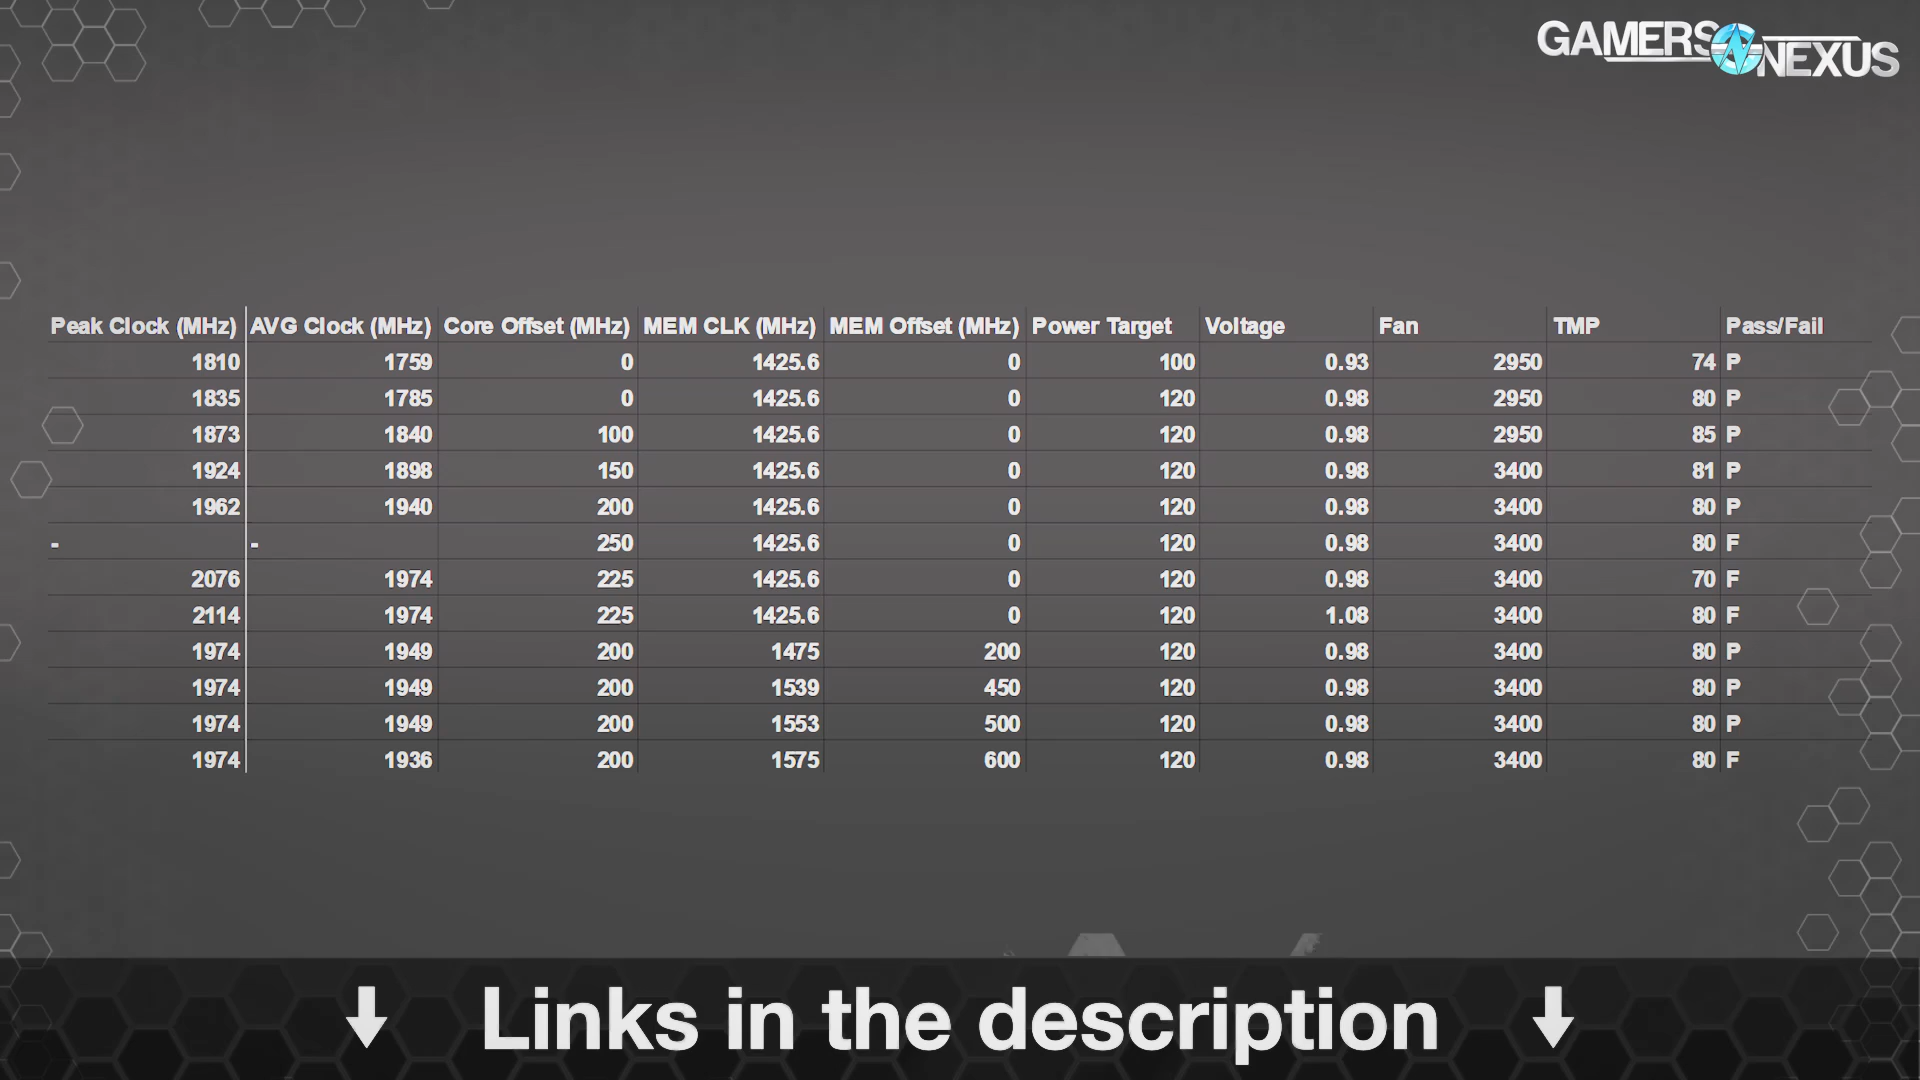 GAMERS NEXUS
Peak Clock (MHz) AVG Clock (MHz) Core Offset (MHz) MEM CLK (MHz) MEM Offset (MHz) Power Target Voltage Fan TMP Pass/Fail
1810 1759 0 1425.6 0 100 0.93 2950 74 P
1835 1785 0 1425.6 0 120 0.98 2950 80 P
1873 1840 100 1425.6 0 120 0.98 2950 85 P
1924 1898 150 1425.6 0 120 0.98 3400 81 P
1962 1940 200 1425.6 0 120 0.98 3400 80 P
- - 250 1425.6 0 120 0.98 3400 80 F
2076 1974 225 1425.6 0 120 0.98 3400 70 F
2114 1974 225 1425.6 0 120 1.08 3400 80 F
1974 1949 200 1475 200 120 0.98 3400 80 P
1974 1949 200 1539 450 120 0.98 3400 80 P
1974 1949 200 1553 500 120 0.98 3400 80 P
1974 1936 200 1575 600 120 0.98 3400 80 F
Links in the description